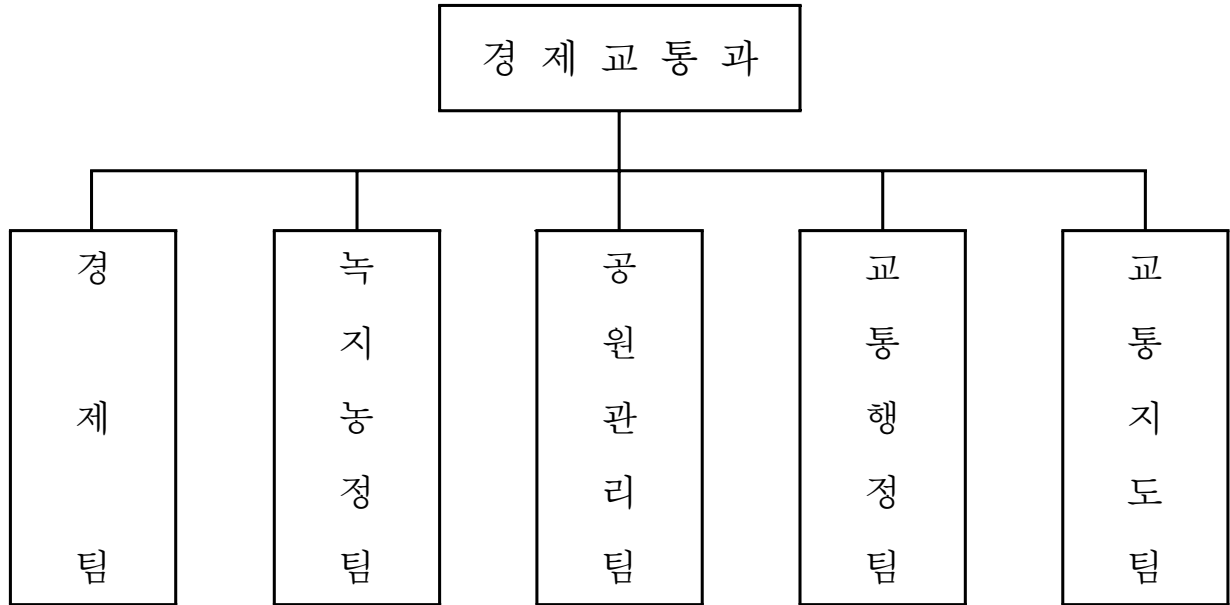 경 제 교 통 과
경제팀
녹지농정팀
공원관리팀
교통행정팀
교통지도팀